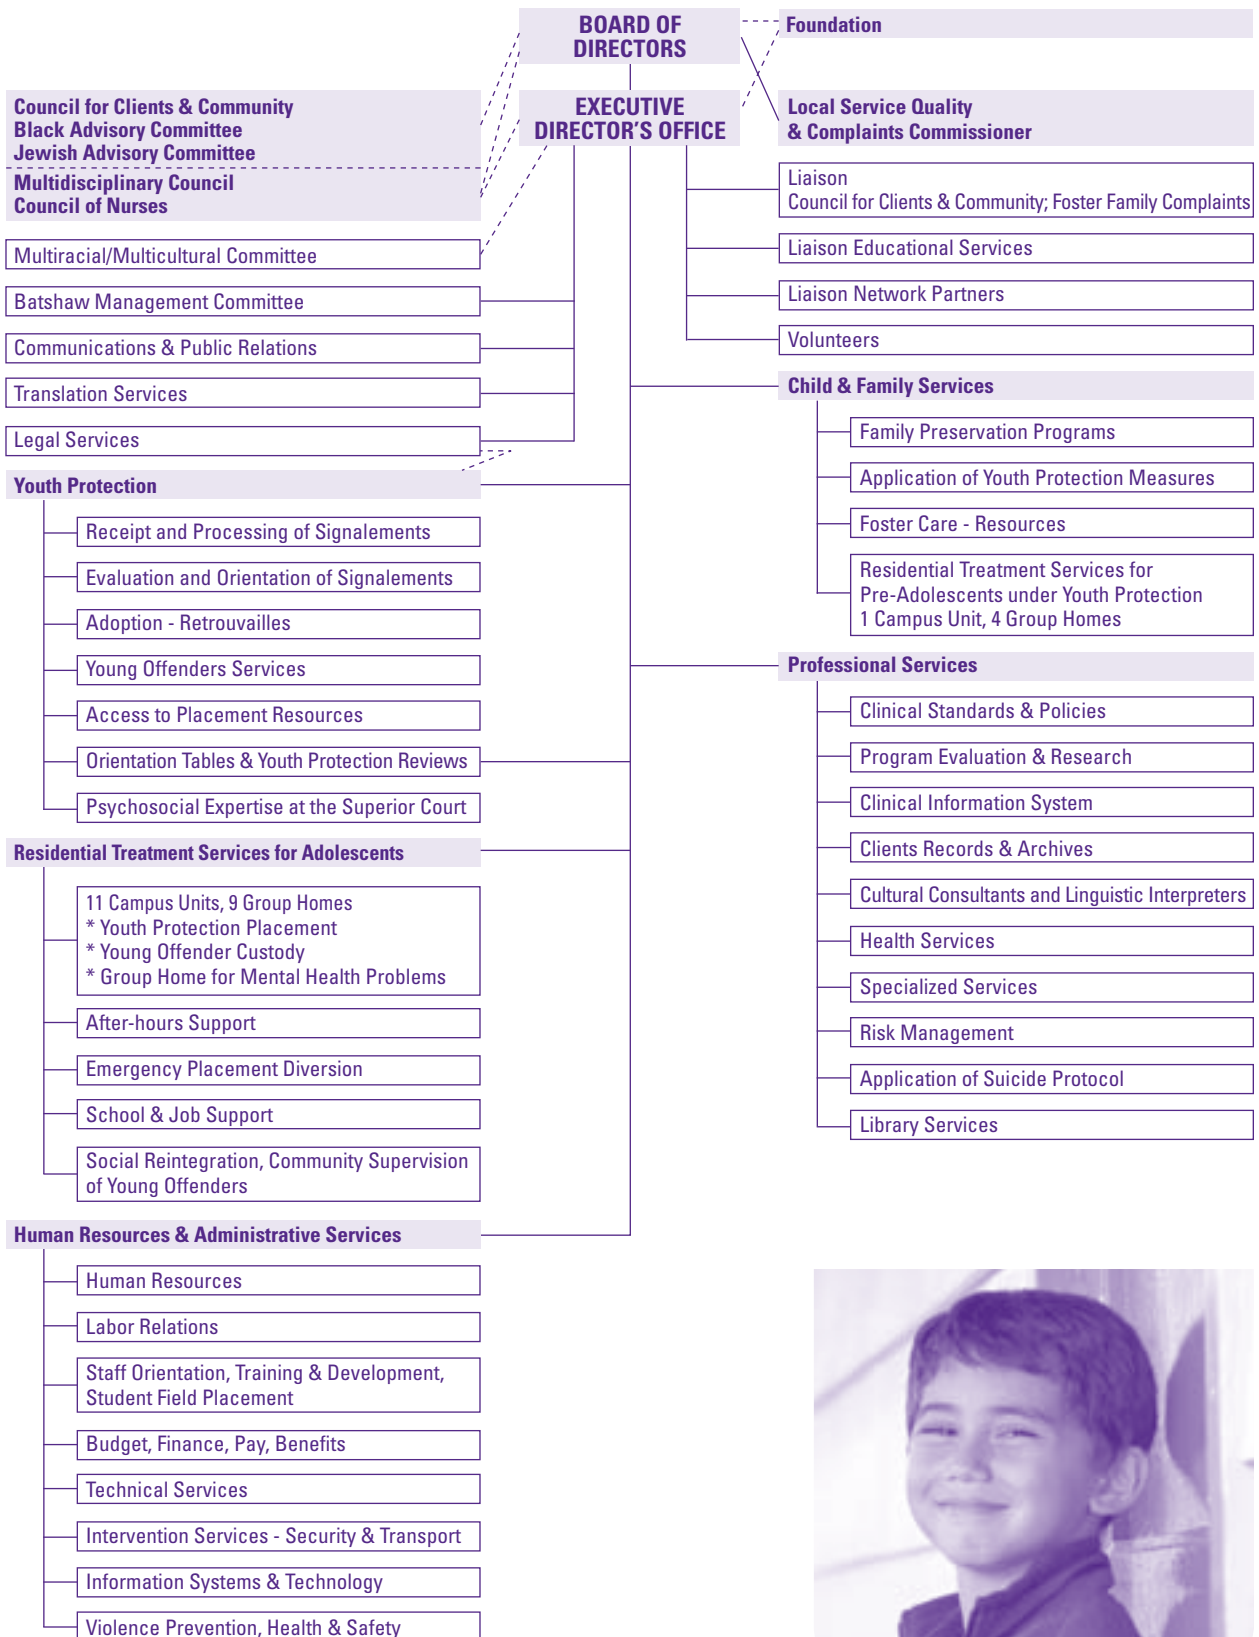 BOARD OF
DIRECTORS
Foundation
Council for Clients & Community
Black Advisory Committee
Jewish Advisory Committee
Multidisciplinary Council
Council of Nurses
EXECUTIVE
DIRECTOR'S OFFICE
Local Service Quality
& Complaints Commissioner
Multiracial/Multicultural Committee
Batshaw Management Committee
Communications & Public Relations
Translation Services
Legal Services
Liaison
Council for Clients & Community; Foster Family Complaints
Liaison Educational Services
Liaison Network Partners
Volunteers
Youth Protection
Receipt and Processing of Signalements
Evaluation and Orientation of Signalements
Adoption - Retrouvailles
Young Offenders Services
Access to Placement Resources
Orientation Tables & Youth Protection Reviews
Psychosocial Expertise at the Superior Court
Child & Family Services
Family Preservation Programs
Application of Youth Protection Measures
Foster Care - Resources
Residential Treatment Services for
Pre-Adolescents under Youth Protection
1 Campus Unit, 4 Group Homes
Residential Treatment Services for Adolescents
11 Campus Units, 9 Group Homes
* Youth Protection Placement
* Young Offender Custody
* Group Home for Mental Health Problems
After-hours Support
Emergency Placement Diversion
School & Job Support
Social Reintegration, Community Supervision
of Young Offenders
Professional Services
Clinical Standards & Policies
Program Evaluation & Research
Clinical Information System
Clients Records & Archives
Cultural Consultants and Linguistic Interpreters
Health Services
Specialized Services
Risk Management
Application of Suicide Protocol
Library Services
Human Resources & Administrative Services
Human Resources
Labor Relations
Staff Orientation, Training & Development,
Student Field Placement
Budget, Finance, Pay, Benefits
Technical Services
Intervention Services - Security & Transport
Information Systems & Technology
Violence Prevention, Health & Safety